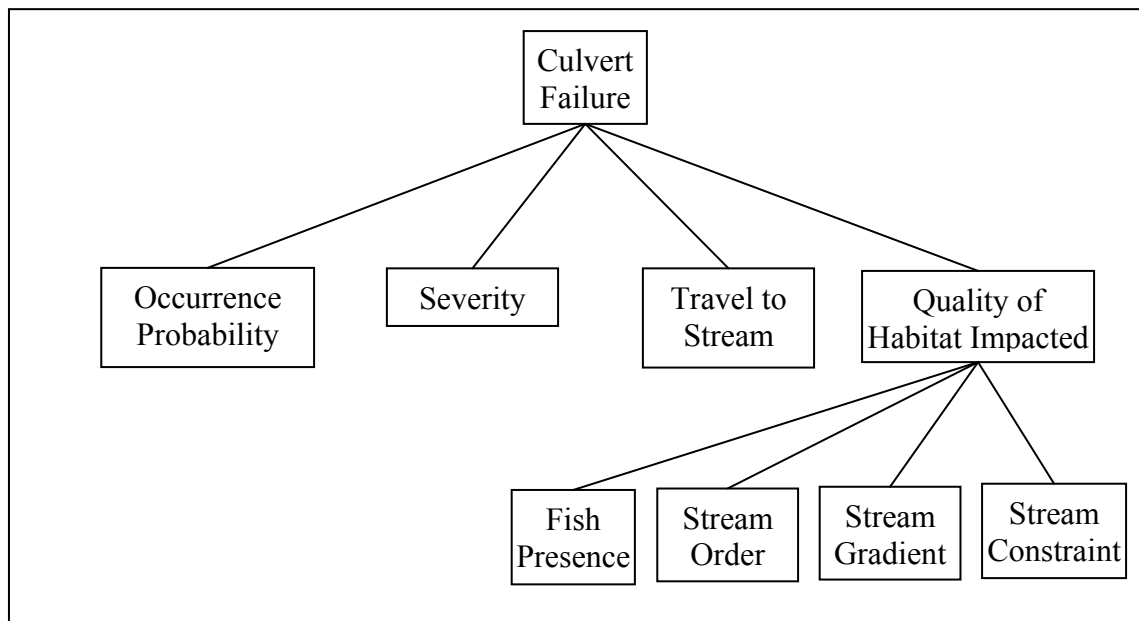 Culvert
Failure
Occurrence
Probability
Severity
Travel to
Stream
Quality of
Habitat Impacted
Fish
Presence
Stream
Order
Stream
Gradient
Stream
Constraint